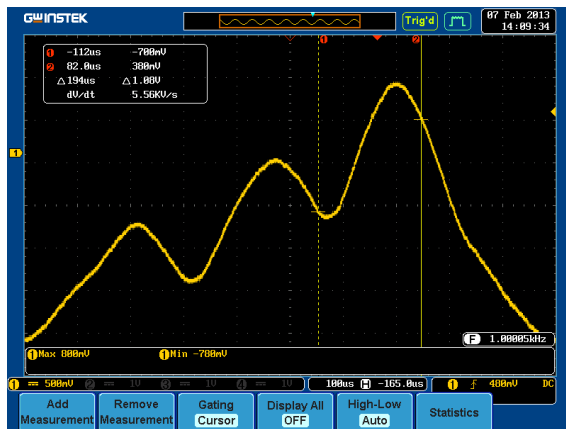 GWINSTEK
Trig'd
07 Feb 2013
14:09:34
1 -112us -700mV
2 82.0us 380mV
△194us △1.08V
dV/dt 5.56KV/s
1 2
1
F 1.00005kHz
1 Max 800mV 1 Min -780mV
1 500mV 2 1V 3 1V 4 1V 100us H -165.0us 1 480mV DC
Add Measurement
Remove Measurement
Gating
Cursor
Display All
OFF
High-Low
Auto
Statistics